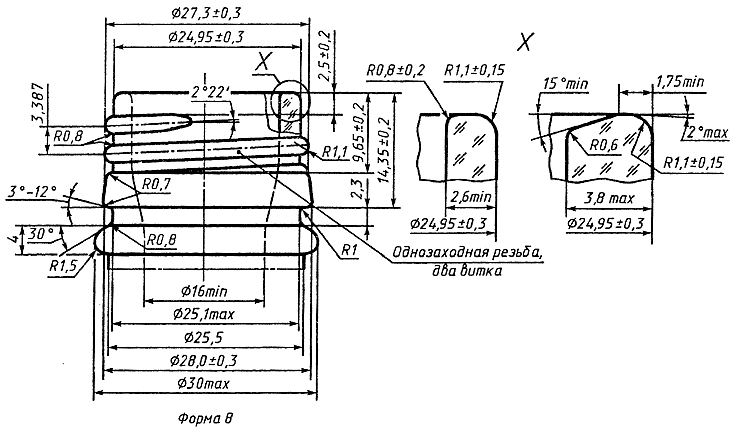 Ø27,3±0,3
Ø24,95±0,3
X
2,5±0,2
2°22'
3,387
R0,8
R1,1
9,65±0,2
14,35±0,2
R0,7
3°-12°
2,3
4
30°
R0,8
R1
R1,5
Однозаходная резьба,
два витка
Ø16min
Ø25,1max
Ø25,5
Ø28,0±0,3
Ø30max
Форма В
X
R0,8±0,2
R1,1±0,15
2,6min
Ø24,95±0,3
15°min
1,75min
2°max
R0,6
R1,1±0,15
3,8 max
Ø24,95±0,3